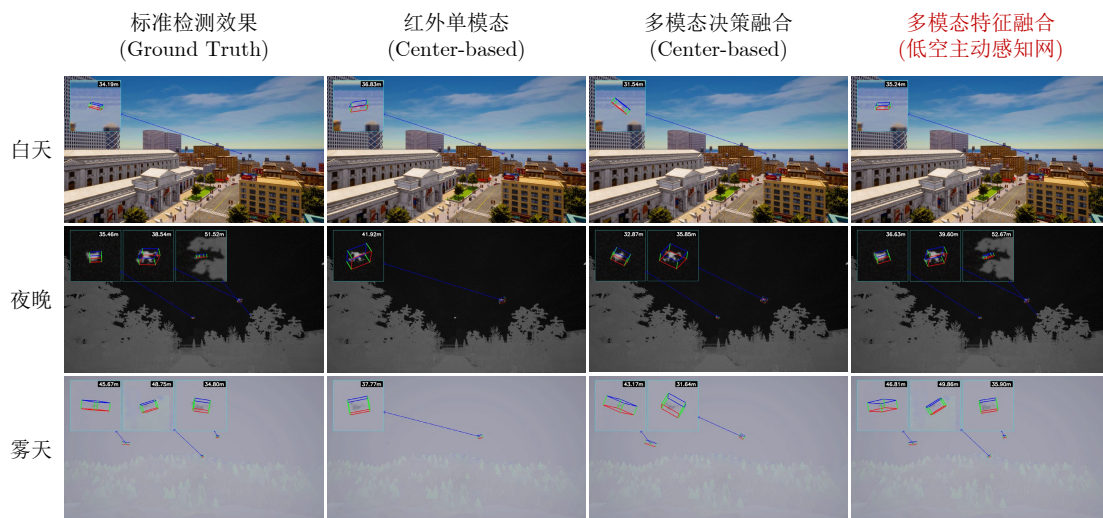 标准检测效果
(Ground Truth)
红外单模态
(Center-based)
多模态决策融合
(Center-based)
多模态特征融合
(低空主动感知网)
白天
34.19m
36.83m
31.54m
35.24m
夜晚
35.46m
38.54m
51.52m
41.92m
32.87m
35.85m
36.63m
39.60m
52.67m
雾天
45.67m
48.75m
34.80m
37.77m
43.17m
31.64m
46.81m
49.86m
35.90m